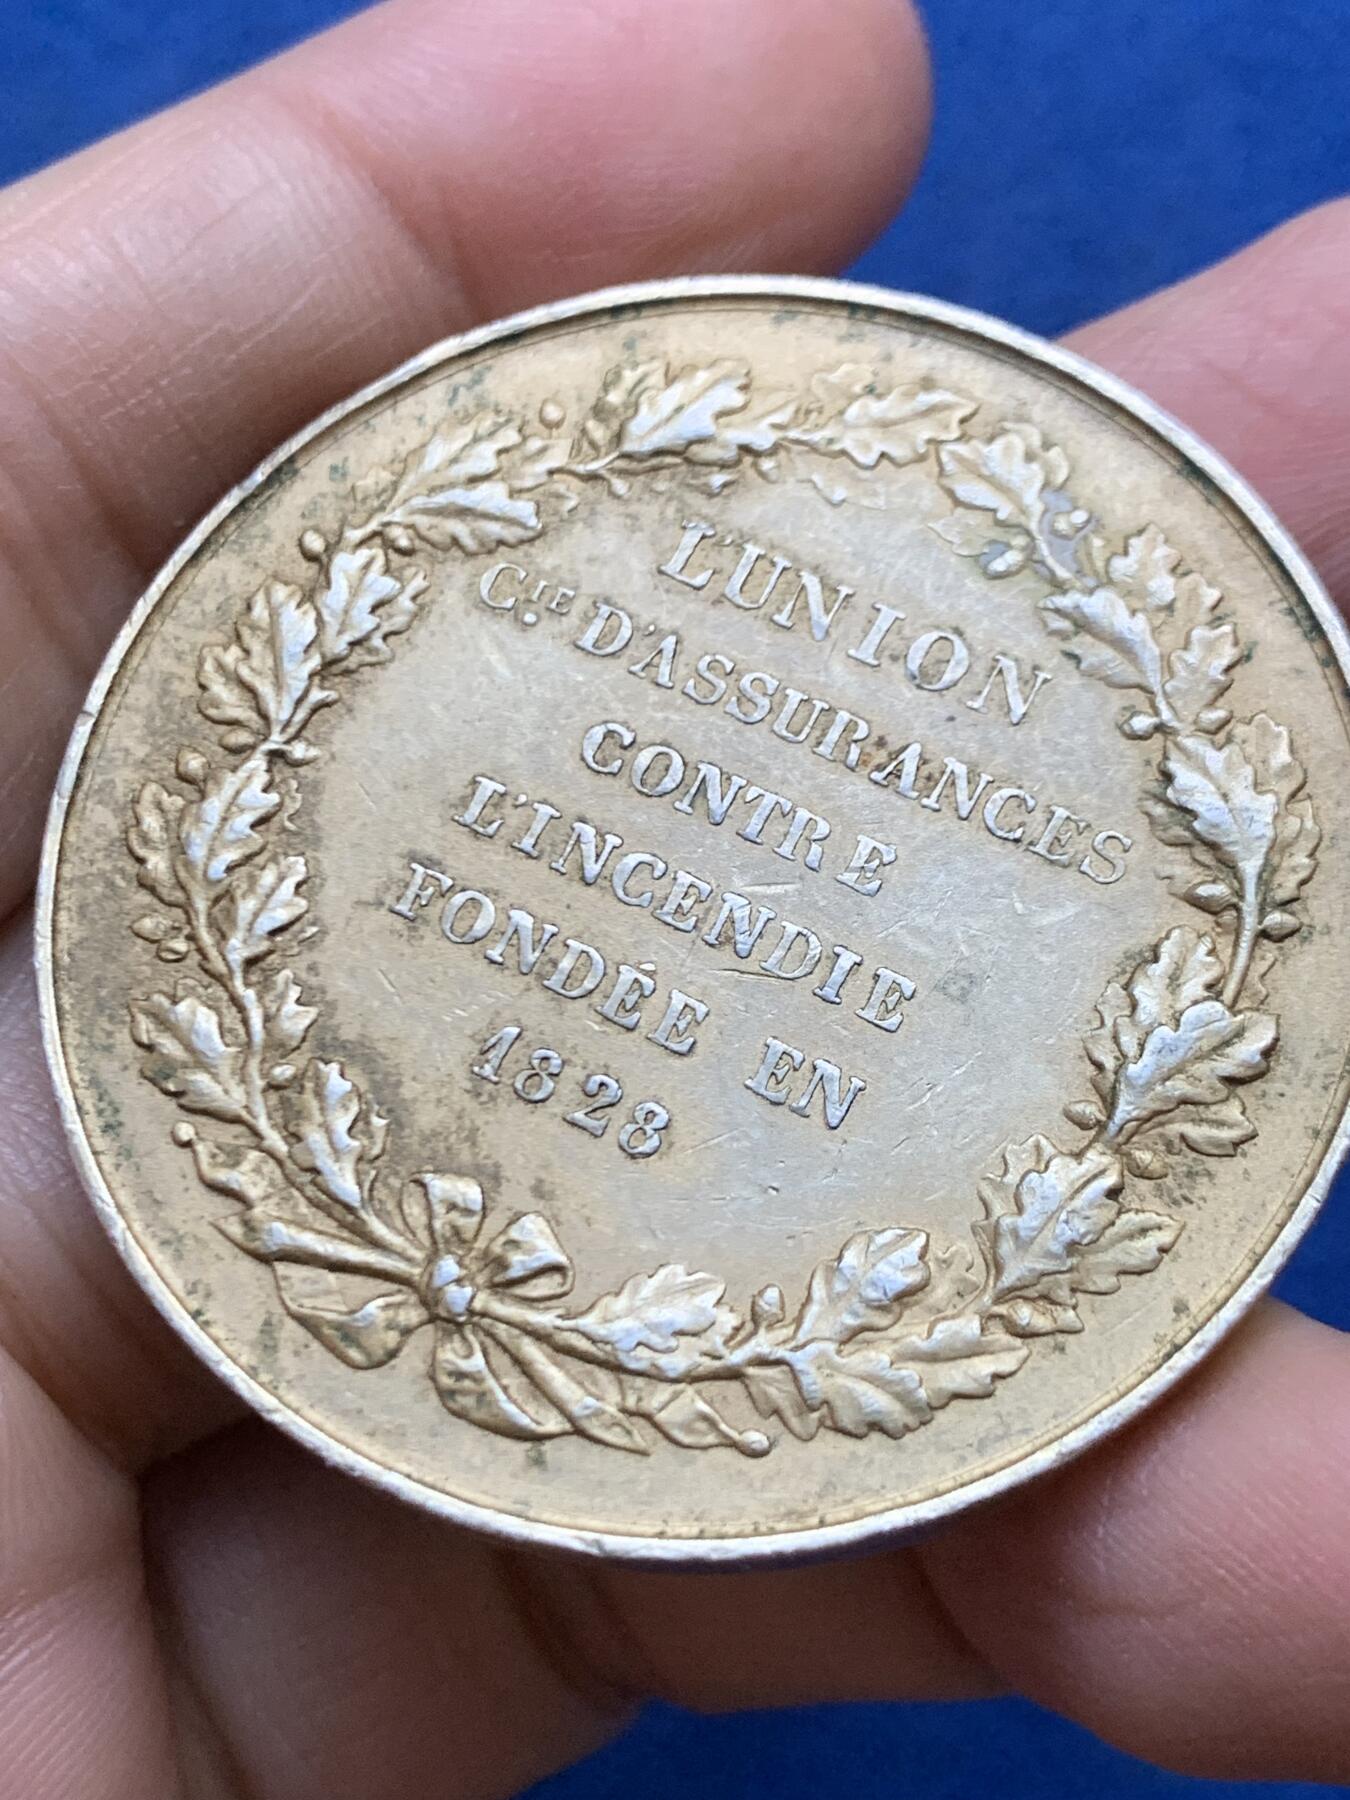 L'UNION
CIE D'ASSURANCES
CONTRE
L'INCENDIE
FONDÉE EN
1828